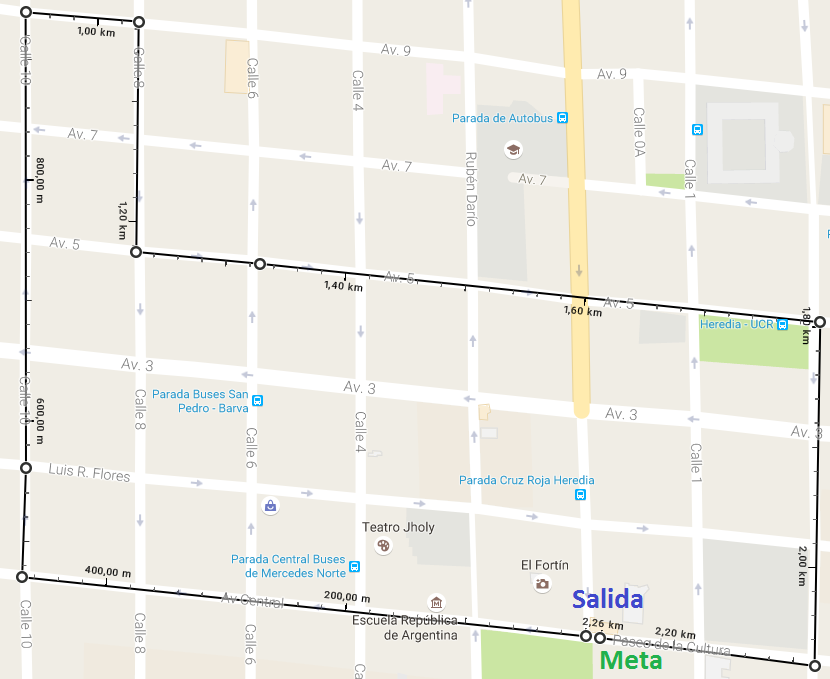 1,00 km
Calle 10
Calle 8
Av. 9
Av. 9
Calle 6
Calle 4
Parada de Autobus
Calle 0A
Av. 7
Av. 7
Av. 7
Calle 1
800,00 m
Rubén Darío
1,20 km
Av. 5
Av. 5
1,40 km
Av. 5
1,60 km
1,80 km
Heredia - UCR
Av. 3
Av. 3
Av. 3
Av. 3
Parada Buses San
Pedro - Barva
Calle 10
Calle 8
600,00 m
Calle 6
Calle 4
Calle 1
Luis R. Flores
Parada Cruz Roja Heredia
Teatro Jholy
Parada Central Buses
de Mercedes Norte
El Fortín
2,00 km
400,00 m
200,00 m
Av Central
Escuela República
de Argentina
Salida
2,26 km
2,20 km
Paseo de la Cultura
Meta
Calle 10
Calle 8
Calle 6